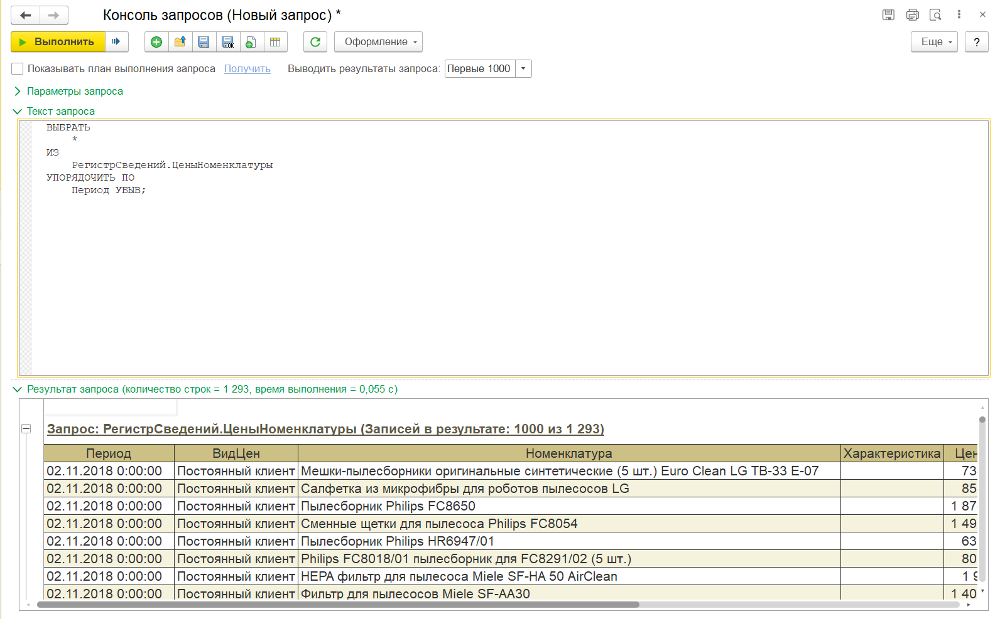 Консоль запросов (Новый запрос) *
Выполнить
OK
Оформление
Еще
?
Показывать план выполнения запроса Получить Выводить результаты запроса: Первые 1000
Параметры запроса
Текст запроса
ВЫБРАТЬ
*
ИЗ
РегистрСведений.ЦеныНоменклатуры
УПОРЯДОЧИТЬ ПО
Период УБЫВ;
Результат запроса (количество строк = 1 293, время выполнения = 0,055 с)
Запрос: РегистрСведений.ЦеныНоменклатуры (Записей в результате: 1000 из 1 293)
Период ВидЦен Номенклатура Характеристика Цен
02.11.2018 0:00:00 Постоянный клиент Мешки-пылесборники оригинальные синтетические (5 шт.) Euro Clean LG TB-33 E-07 73
02.11.2018 0:00:00 Постоянный клиент Салфетка из микрофибры для роботов пылесосов LG 85
02.11.2018 0:00:00 Постоянный клиент Пылесборник Philips FC8650 1 87
02.11.2018 0:00:00 Постоянный клиент Сменные щетки для пылесоса Philips FC8054 1 49
02.11.2018 0:00:00 Постоянный клиент Пылесборник Philips HR6947/01 63
02.11.2018 0:00:00 Постоянный клиент Philips FC8018/01 пылесборник для FC8291/02 (5 шт.) 80
02.11.2018 0:00:00 Постоянный клиент HEPA фильтр для пылесоса Miele SF-HA 50 AirClean 1 9
02.11.2018 0:00:00 Постоянный клиент Фильтр для пылесосов Miele SF-AA30 1 40